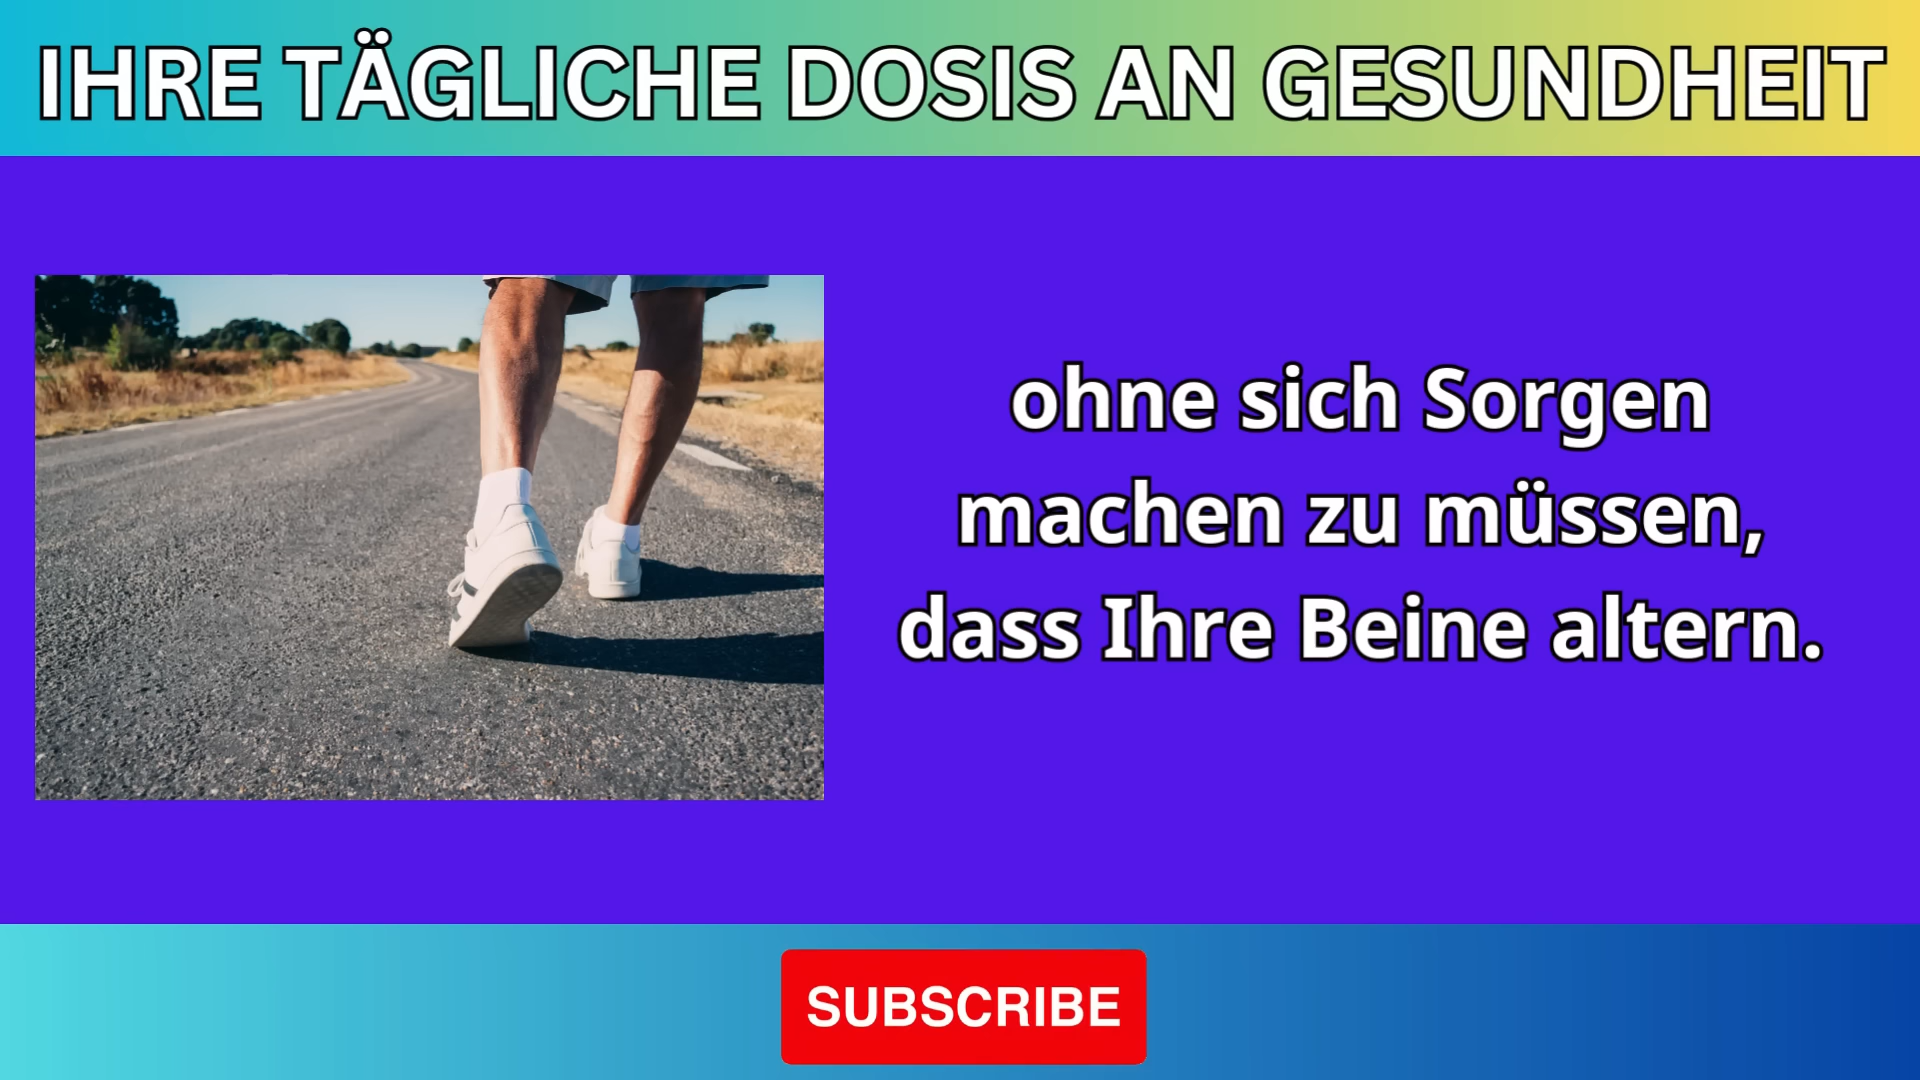 IHRE TÄGLICHE DOSIS AN GESUNDHEIT
ohne sich Sorgen
machen zu müssen,
dass Ihre Beine altern.
SUBSCRIBE